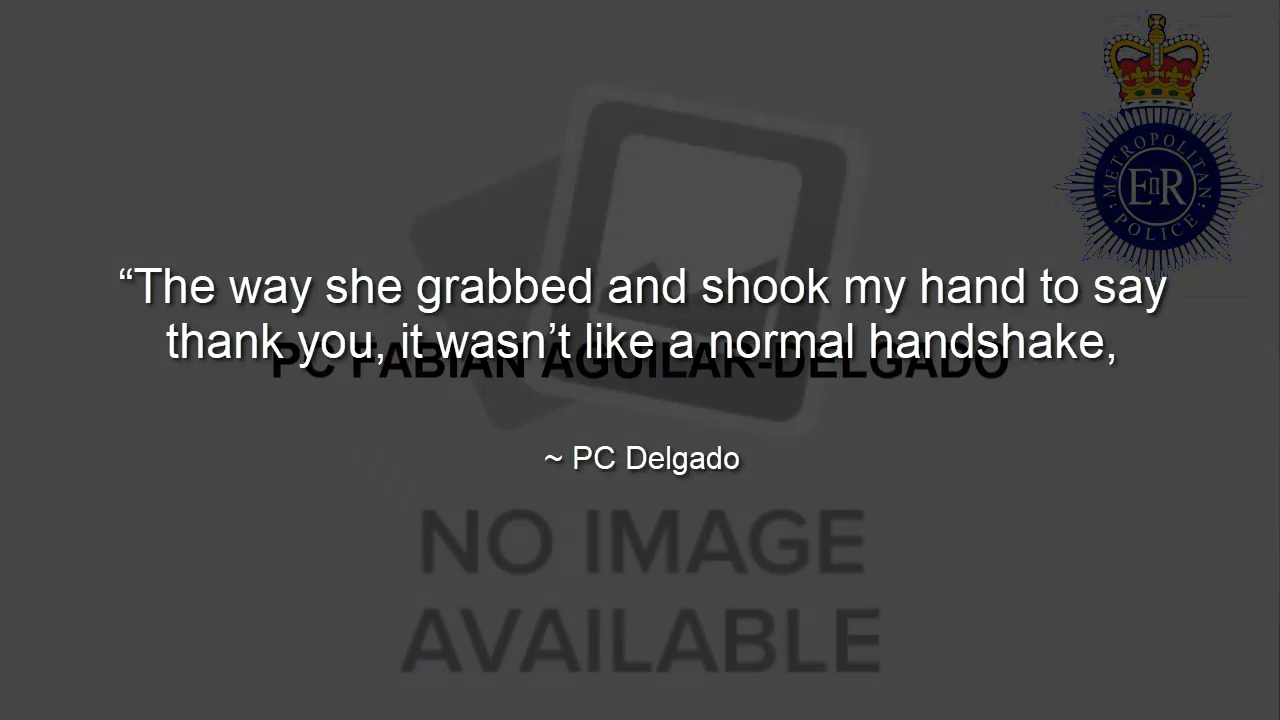 METROPOLITAN
EIIR
POLICE
“The way she grabbed and shook my hand to say
thank you, it wasn’t like a normal handshake,
PC FABIAN AGUILAR-DELGADO
~ PC Delgado
NO IMAGE
AVAILABLE